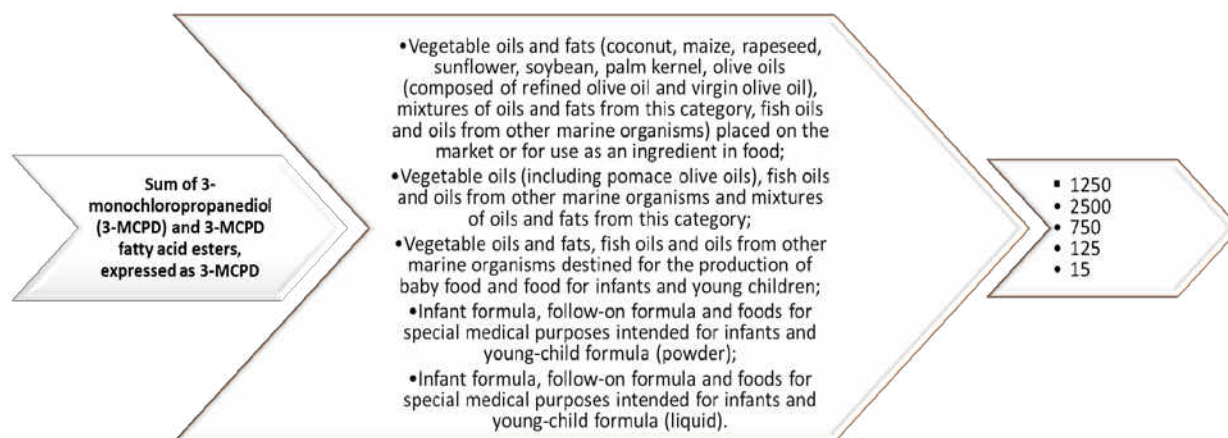 Sum of 3-
monochloropropanediol
(3-MCPD) and 3-MCPD
fatty acid esters,
expressed as 3-MCPD
•Vegetable oils and fats (coconut, maize, rapeseed,
sunflower, soybean, palm kernel, olive oils
(composed of refined olive oil and virgin olive oil),
mixtures of oils and fats from this category, fish oils
and oils from other marine organisms) placed on the
market or for use as an ingredient in food;
•Vegetable oils (including pomace olive oils), fish oils
and oils from other marine organisms and mixtures
of oils and fats from this category;
•Vegetable oils and fats, fish oils and oils from other
marine organisms destined for the production of
baby food and food for infants and young children;
•Infant formula, follow-on formula and foods for
special medical purposes intended for infants and
young-child formula (powder);
•Infant formula, follow-on formula and foods for
special medical purposes intended for infants and
young-child formula (liquid).
▪ 1250
• 2500
• 750
• 125
• 15